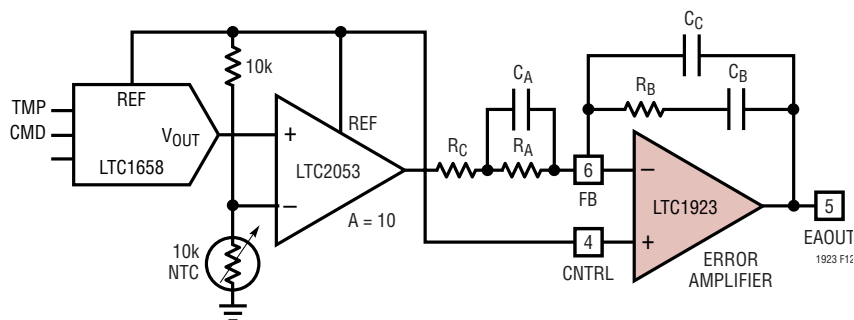 10k
REF
TMP
CMD
VOUT
LTC1658
+
REF
LTC2053
−
A = 10
10k
NTC
RC
CA
RA
CC
RB
CB
6
FB
−
LTC1923
+
4
CNTRL
ERROR
AMPLIFIER
5
EAOUT
1923 F12